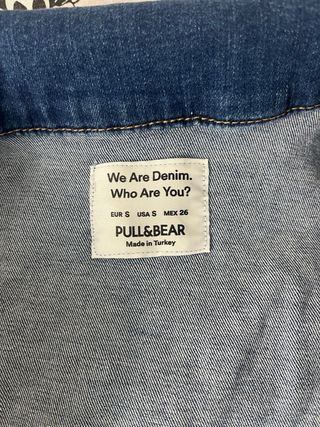 We Are Denim.
Who Are You?
EUR S USA S MEX 26
PULL&BEAR
Made in Turkey